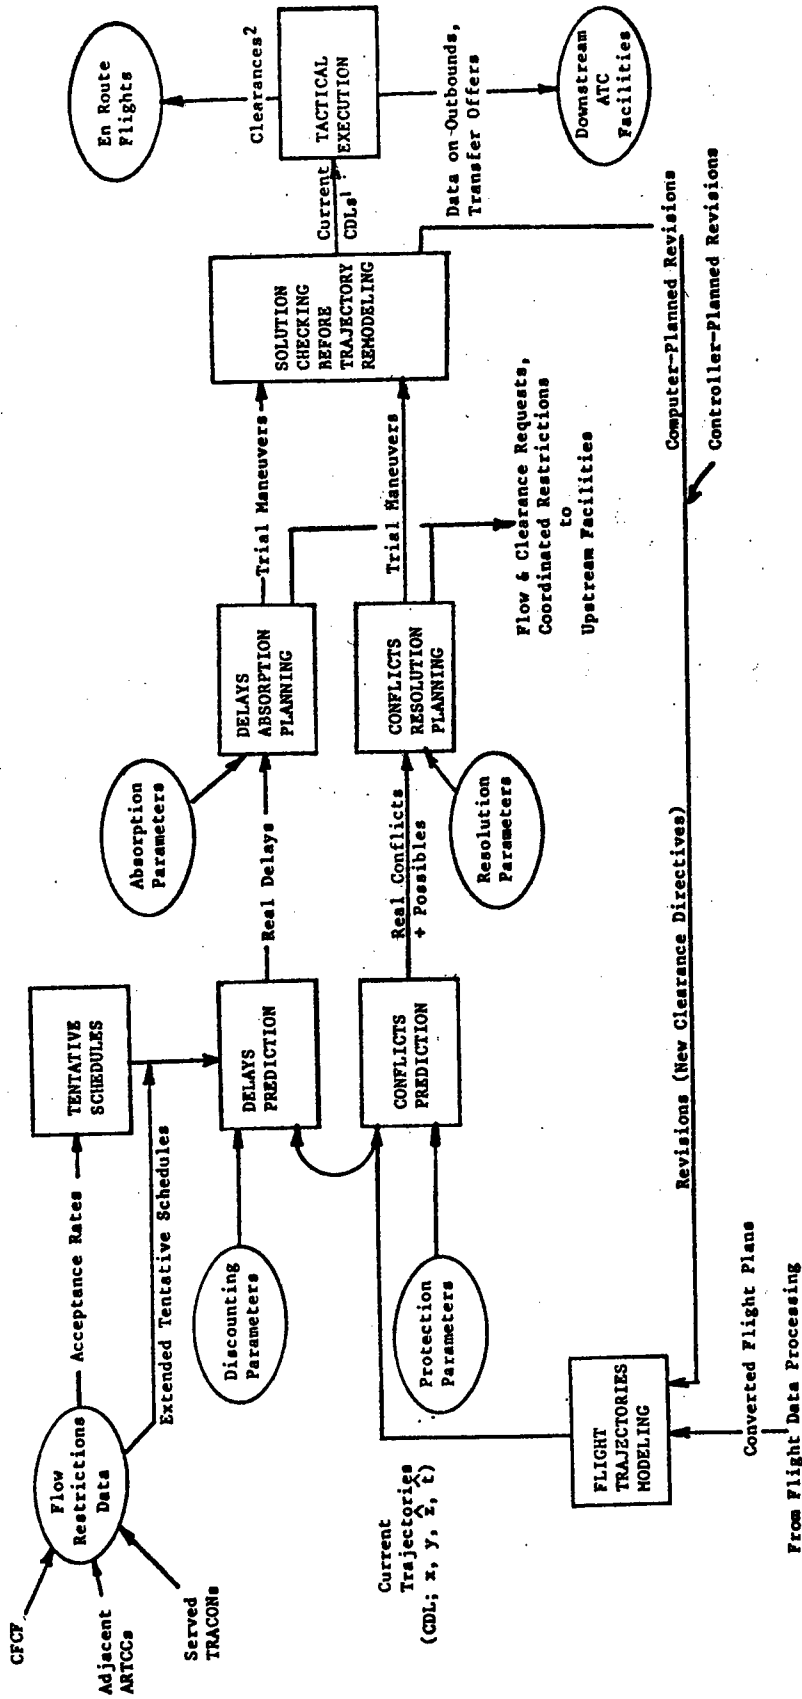 CFCF
Adjacent
ARTCCs
Served
TRACONs
Flow
Restrictions
Data
Acceptance Rates
Extended Tentative Schedules
TENTATIVE
SCHEDULES
Discounting
Parameters
DELAYS
PREDICTION
Real Delays
Absorption
Parameters
DELAYS
ABSORPTION
PLANNING
Trial Maneuvers
Current
Trajectories
(CDL; x, y, ẑ, t̂)
Protection
Parameters
CONFLICTS
PREDICTION
Real Conflicts
+ Possibles
Resolution
Parameters
CONFLICTS
RESOLUTION
PLANNING
Trial Maneuvers
Flow & Clearance Requests,
Coordinated Restrictions
to
Upstream Facilities
SOLUTION
CHECKING
BEFORE
TRAJECTORY
REMODELING
Current
CDLs¹
TACTICAL
EXECUTION
Clearances²
En Route
Flights
Data on Outbounds,
Transfer Offers
Downstream
ATC
Facilities
FLIGHT
TRAJECTORIES
MODELING
Revisions (New Clearance Directives)
Computer-Planned Revisions
Controller-Planned Revisions
Converted Flight Plans
From Flight Data Processing